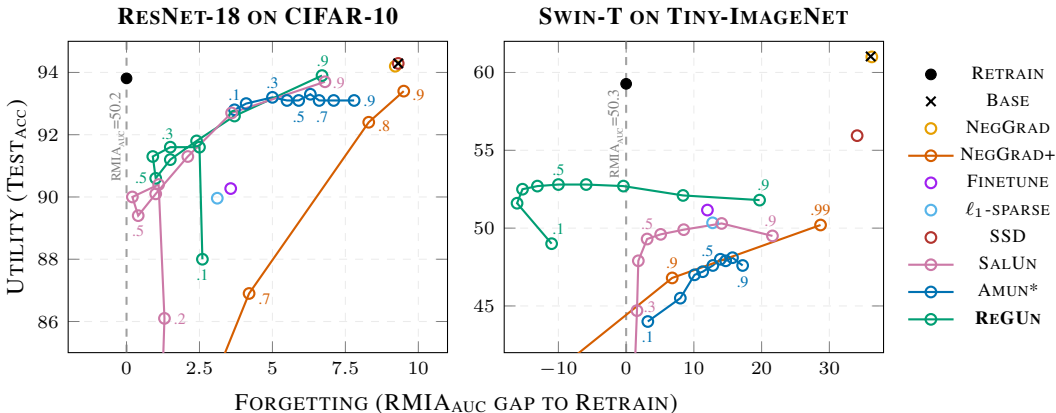 RESNET-18 ON CIFAR-10
SWIN-T ON TINY-IMAGENET
UTILITY (TEST_ACC)
94
92
90
88
86
0
2.5
5
7.5
10
RMIA_AUC=50.2
.9
.9
.9
.8
.7
.1
.3
.5
.7
.9
.3
.5
.5
.1
.2
60
55
50
45
−10
0
10
20
30
RMIA_AUC=50.3
.5
.9
.1
.5
.9
.3
.99
.9
.5
.9
.1
FORGETTING (RMIA_AUC GAP TO RETRAIN)
RETRAIN
BASE
NEGGRAD
NEGGRAD+
FINETUNE
ℓ₁-SPARSE
SSD
SALUN
AMUN*
REGUN